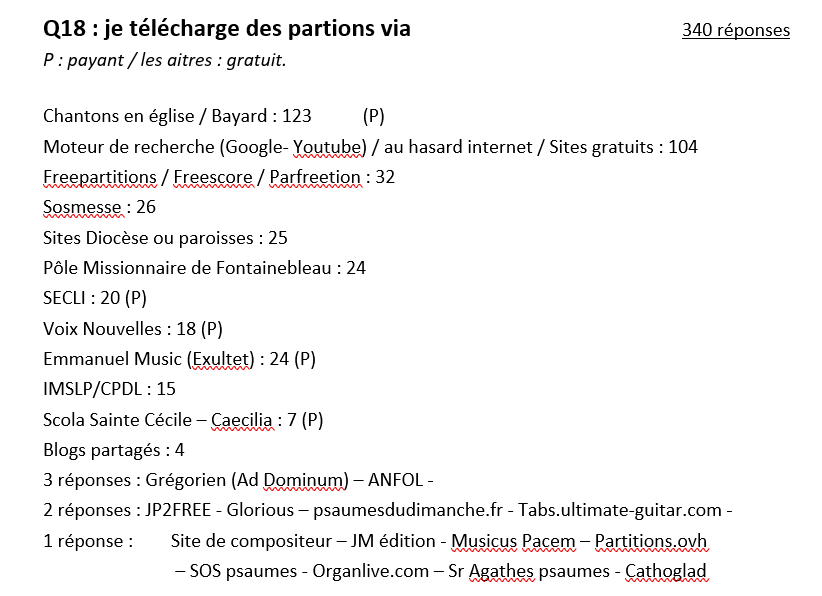 Q18 : je télécharge des partions via 340 réponses
P : payant / les aitres : gratuit.
Chantons en église / Bayard : 123 (P)
Moteur de recherche (Google- Youtube) / au hasard internet / Sites gratuits : 104
Freepartitions / Freescore / Parfreetion : 32
Sosmesse : 26
Sites Diocèse ou paroisses : 25
Pôle Missionnaire de Fontainebleau : 24
SECLI : 20 (P)
Voix Nouvelles : 18 (P)
Emmanuel Music (Exultet) : 24 (P)
IMSLP/CPDL : 15
Scola Sainte Cécile – Caecilia : 7 (P)
Blogs partagés : 4
3 réponses : Grégorien (Ad Dominum) – ANFOL -
2 réponses : JP2FREE - Glorious – psaumesdudimanche.fr - Tabs.ultimate-guitar.com -
1 réponse : Site de compositeur – JM édition - Musicus Pacem – Partitions.ovh
– SOS psaumes - Organlive.com – Sr Agathes psaumes - Cathoglad